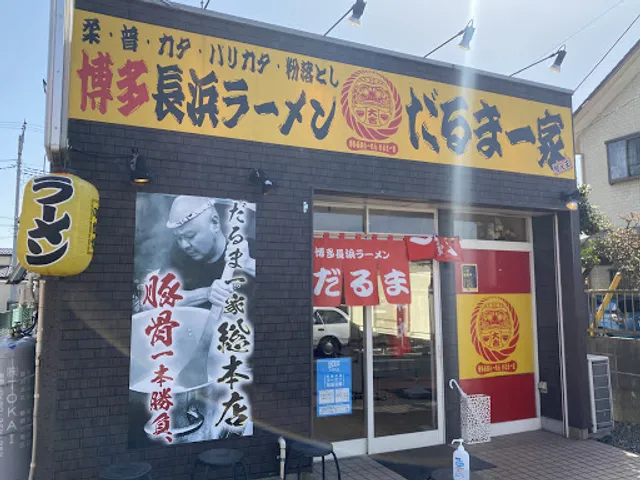 柔・普・カタ・バリカタ・粉落とし
博多長浜ラーメン
だるま一家
ラーメン
だるま一家 総本店
豚骨一本勝負、
博多長浜ラーメン
だるま
TOKAI